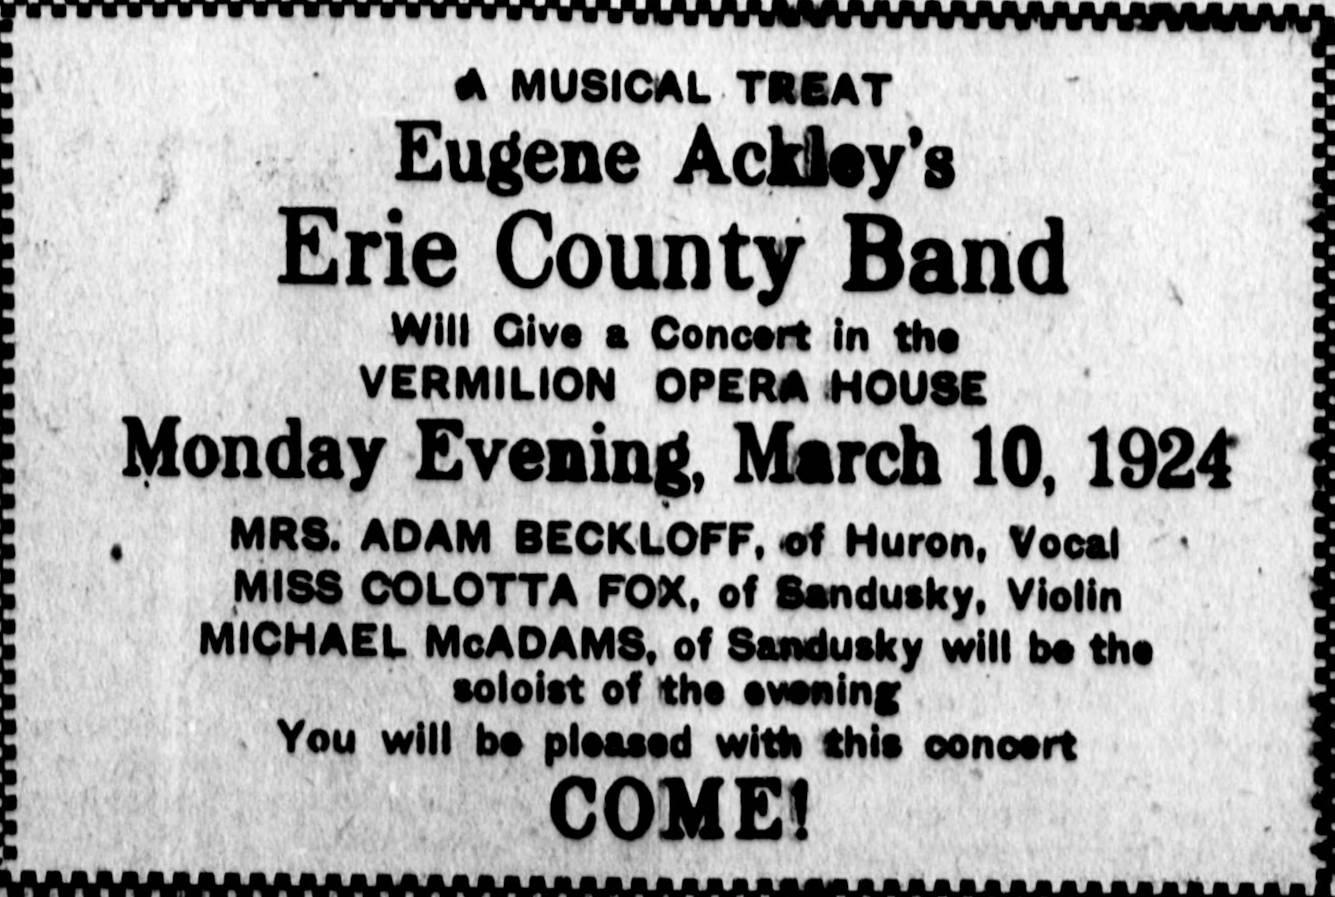 A MUSICAL TREAT
Eugene Ackley's
Erie County Band
Will Give a Concert in the
VERMILION OPERA HOUSE
Monday Evening, March 10, 1924
MRS. ADAM BECKLOFF, of Huron, Vocal
MISS COLOTTA FOX, of Sandusky, Violin
MICHAEL McADAMS, of Sandusky will be the
soloist of the evening
You will be pleased with this concert
COME!